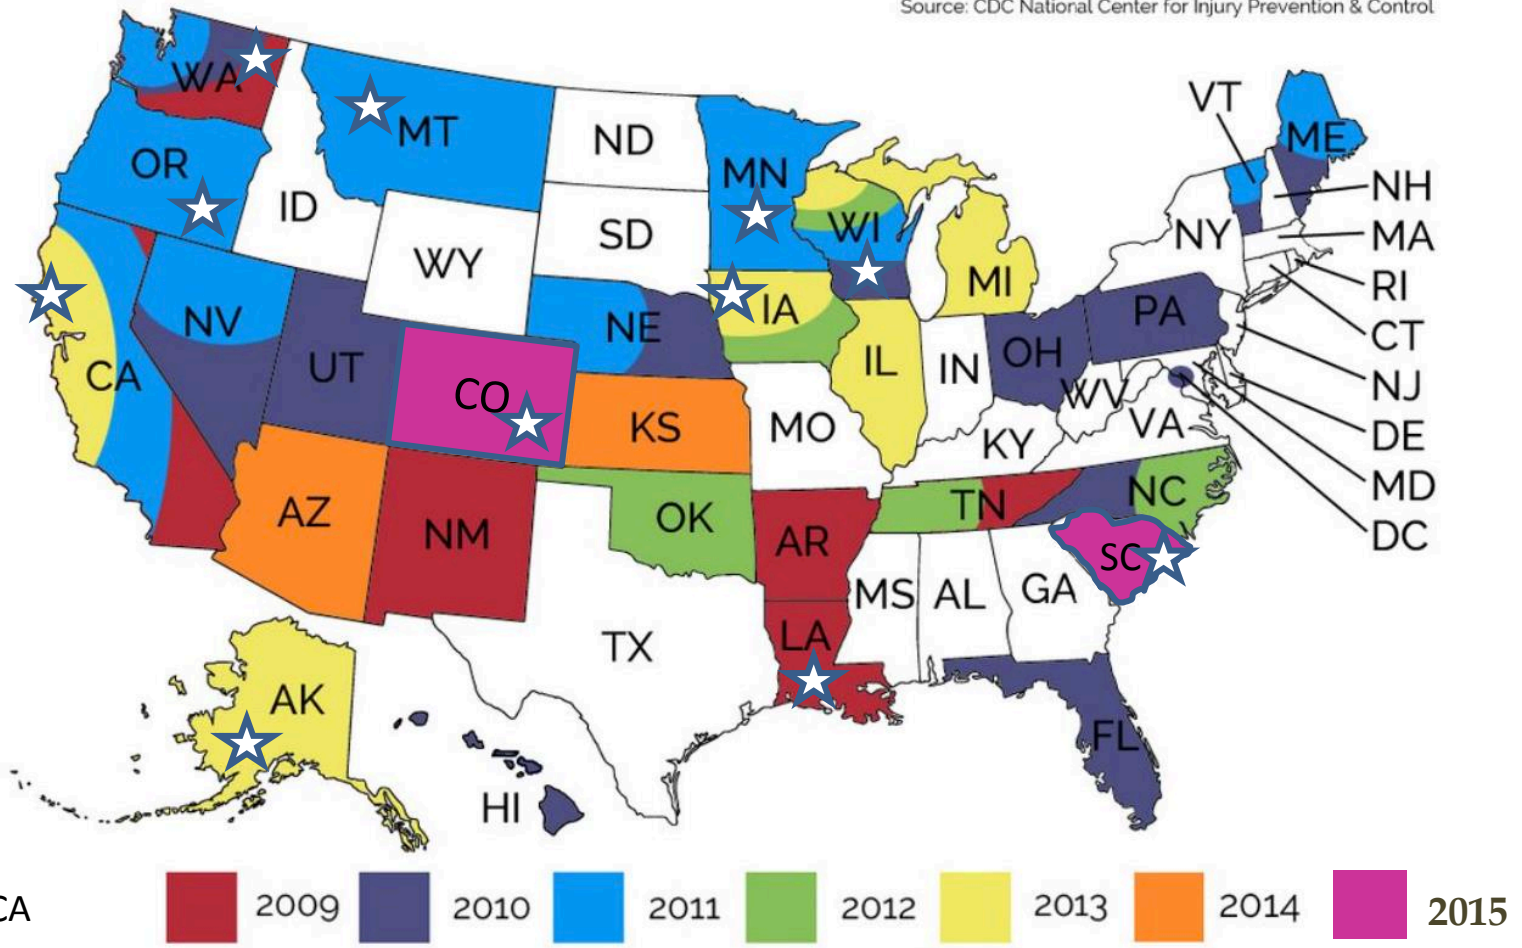 Source: CDC National Center for Injury Prevention & Control
WA
MT
ND
MN
VT
ME
OR
ID
SD
WI
NY
NH
MA
WY
MI
RI
NV
NE
IA
PA
CT
CA
UT
CO
IL
IN
OH
WV
NJ
KS
MO
KY
VA
DE
AZ
NM
OK
TN
NC
MD
AR
SC
DC
MS
AL
GA
TX
LA
AK
FL
HI
CA
2009
2010
2011
2012
2013
2014
2015